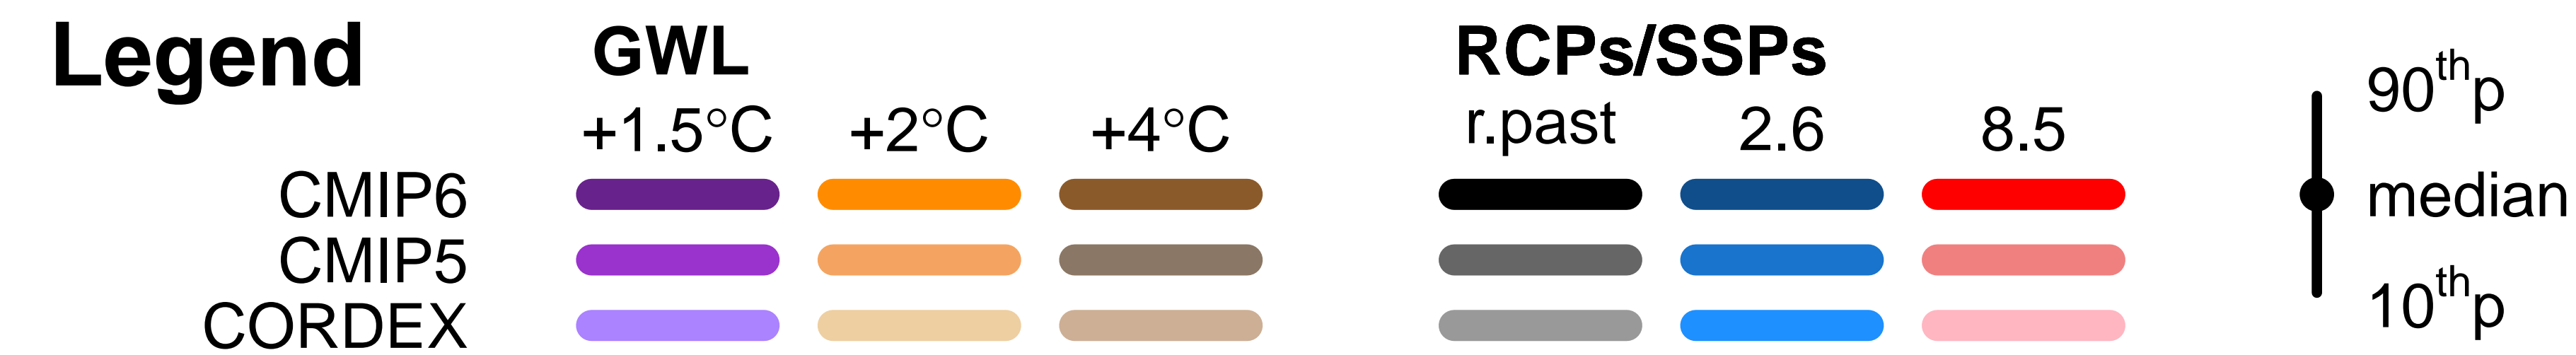 Legend GWL RCPs/SSPs
+1.5°C +2°C +4°C r.past 2.6 8.5 90thp
CMIP6 median
CMIP5
CORDEX 10thp